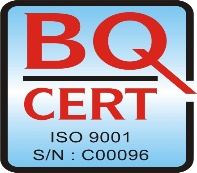 BQ
CERT
ISO 9001
S/N : C00096